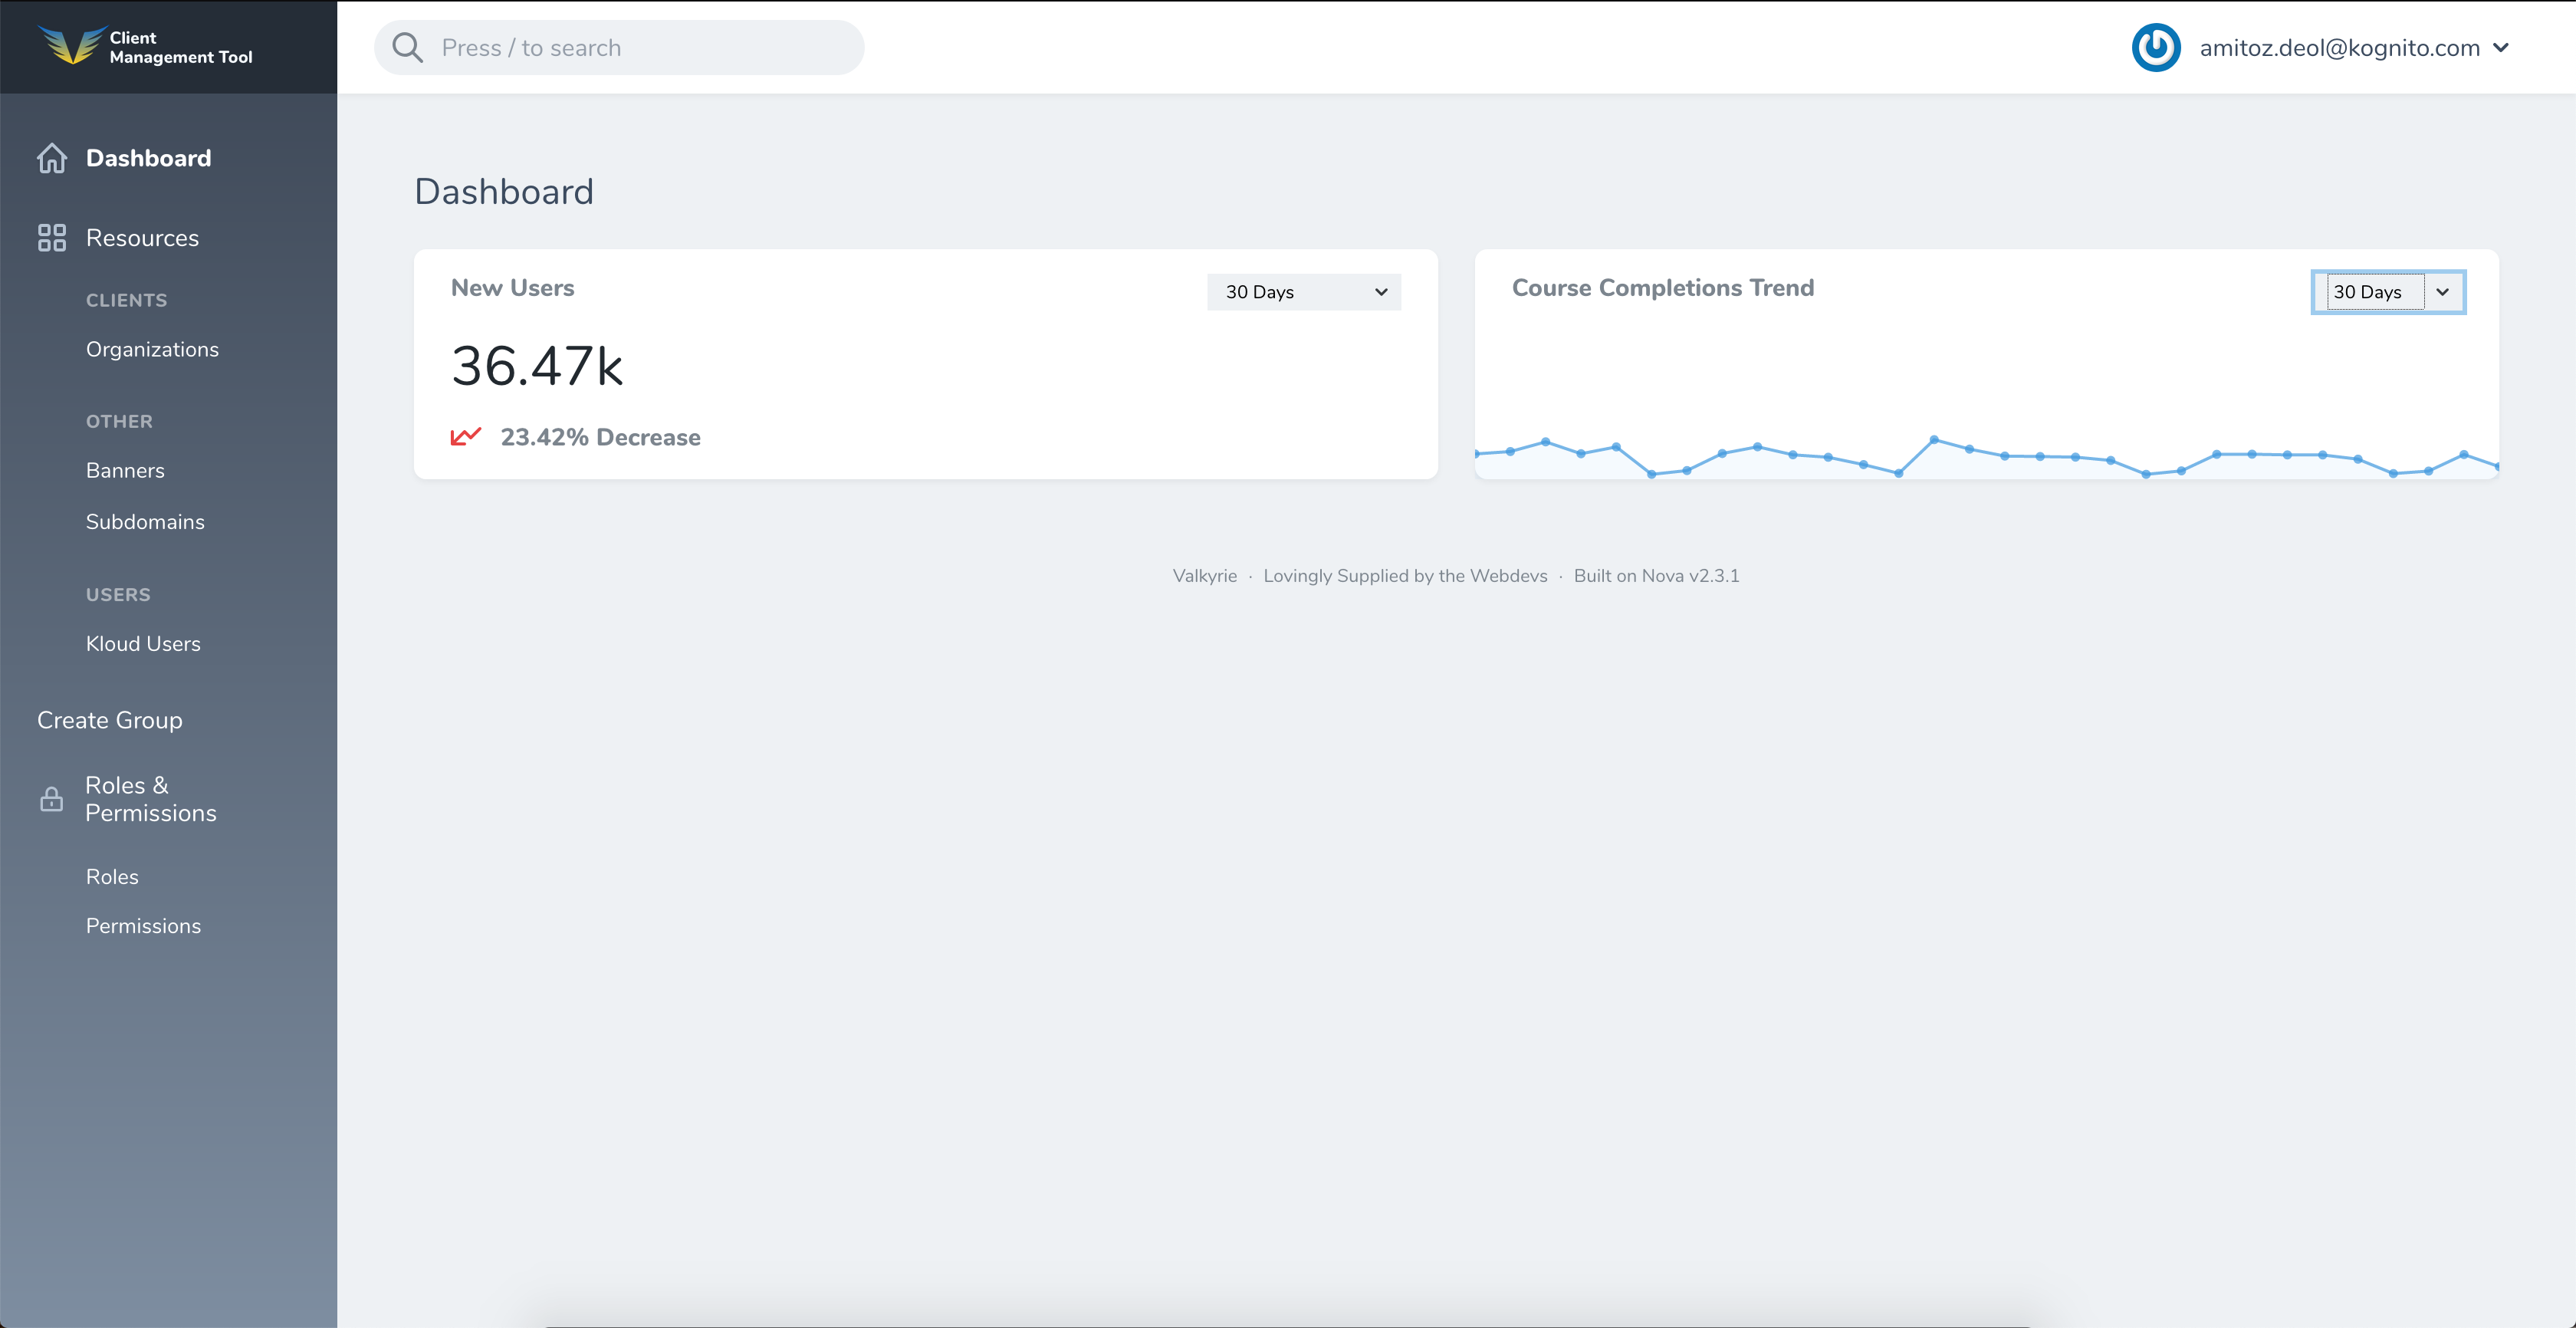 Client
Management Tool
Press / to search
amitoz.deol@kognito.com
Dashboard
Resources
CLIENTS
Organizations
OTHER
Banners
Subdomains
USERS
Kloud Users
Create Group
Roles &
Permissions
Roles
Permissions
Dashboard
New Users
30 Days
36.47k
23.42% Decrease
Course Completions Trend
30 Days
Valkyrie · Lovingly Supplied by the Webdevs · Built on Nova v2.3.1